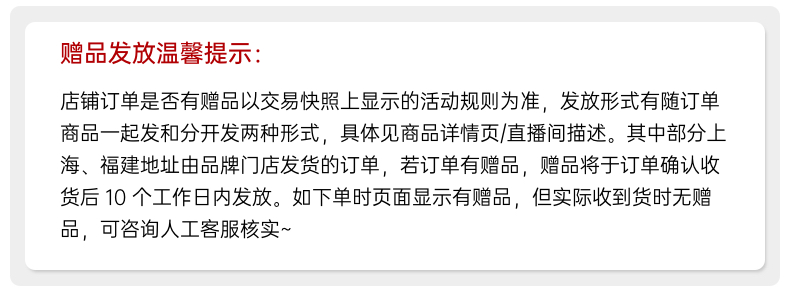 赠品发放温馨提示：
店铺订单是否有赠品以交易快照上显示的活动规则为准，发放形式有随订单
商品一起发和分开发两种形式，具体见商品详情页/直播间描述。其中部分上
海、福建地址由品牌门店发货的订单，若订单有赠品，赠品将于订单确认收
货后 10 个工作日内发放。如下单时页面显示有赠品，但实际收到货时无赠
品，可咨询人工客服核实~